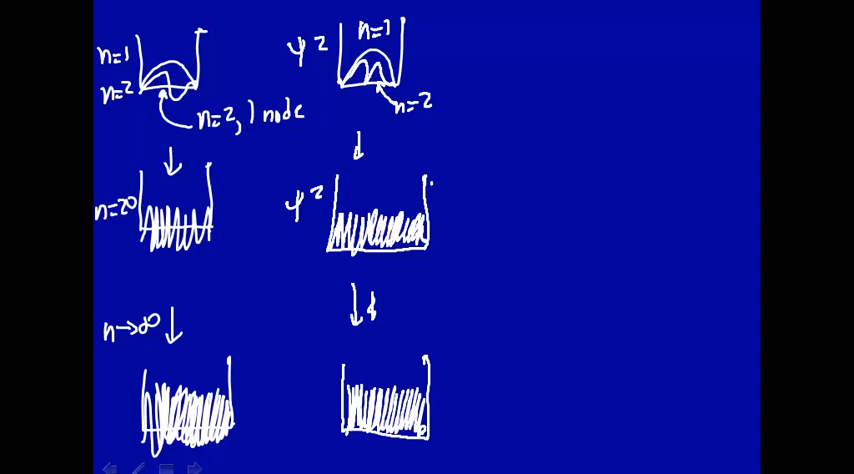 n=1
n=2
n=2, 1 node
ψ²
n=1
n=2
n=20
ψ²
n→∞